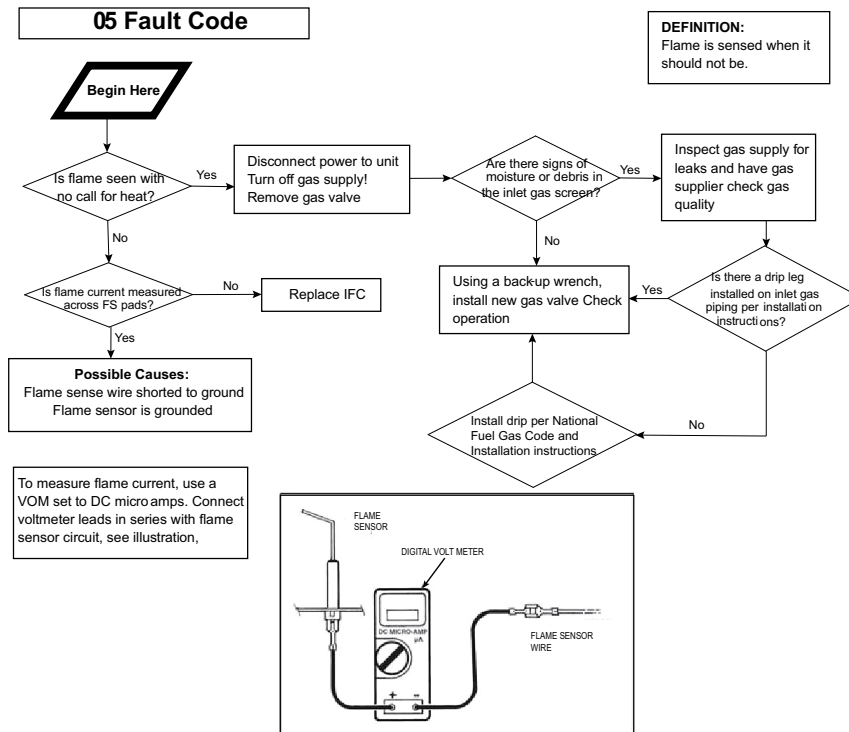 05 Fault Code
DEFINITION:
Flame is sensed when it
should not be.
Begin Here
Is flame seen with
no call for heat?
Yes
Disconnect power to unit
Turn off gas supply!
Remove gas valve
Are there signs of
moisture or debris in
the inlet gas screen?
Yes
Inspect gas supply for
leaks and have gas
supplier check gas
quality
No
No
Is flame current measured
across FS pads?
No
Replace IFC
Using a back-up wrench,
install new gas valve Check
operation
Yes
Is there a drip leg
installed on inlet gas
piping per installation
instructions?
Yes
Possible Causes:
Flame sense wire shorted to ground
Flame sensor is grounded
Install drip per National
Fuel Gas Code and
Installation instructions
No
To measure flame current, use a
VOM set to DC micro amps. Connect
voltmeter leads in series with flame
sensor circuit, see illustration,
FLAME
SENSOR
DIGITAL VOLT METER
DC MICRO-AMP
µA
+ −
FLAME SENSOR
WIRE